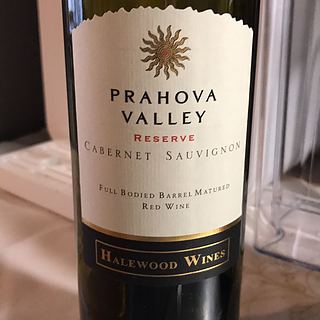 PRAHOVA
VALLEY
RESERVE
CABERNET SAUVIGNON
FULL BODIED BARREL MATURED
RED WINE
HALEWOOD WINES